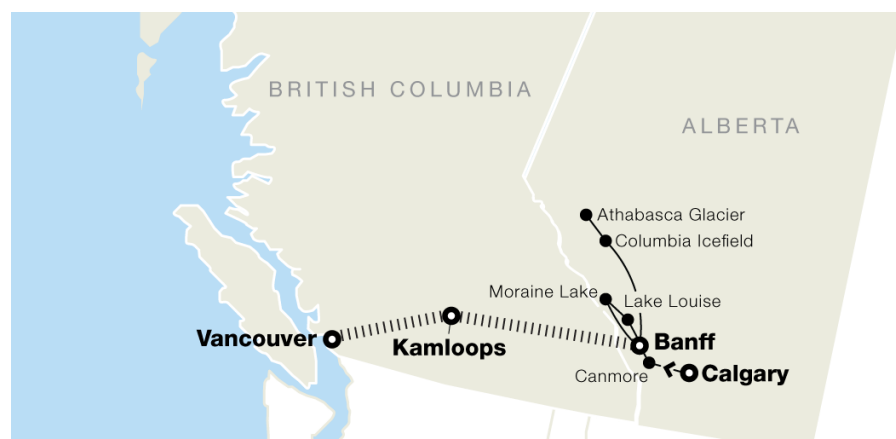 BRITISH COLUMBIA
ALBERTA
Athabasca Glacier
Columbia Icefield
Moraine Lake
Lake Louise
Vancouver
Kamloops
Banff
Canmore
Calgary